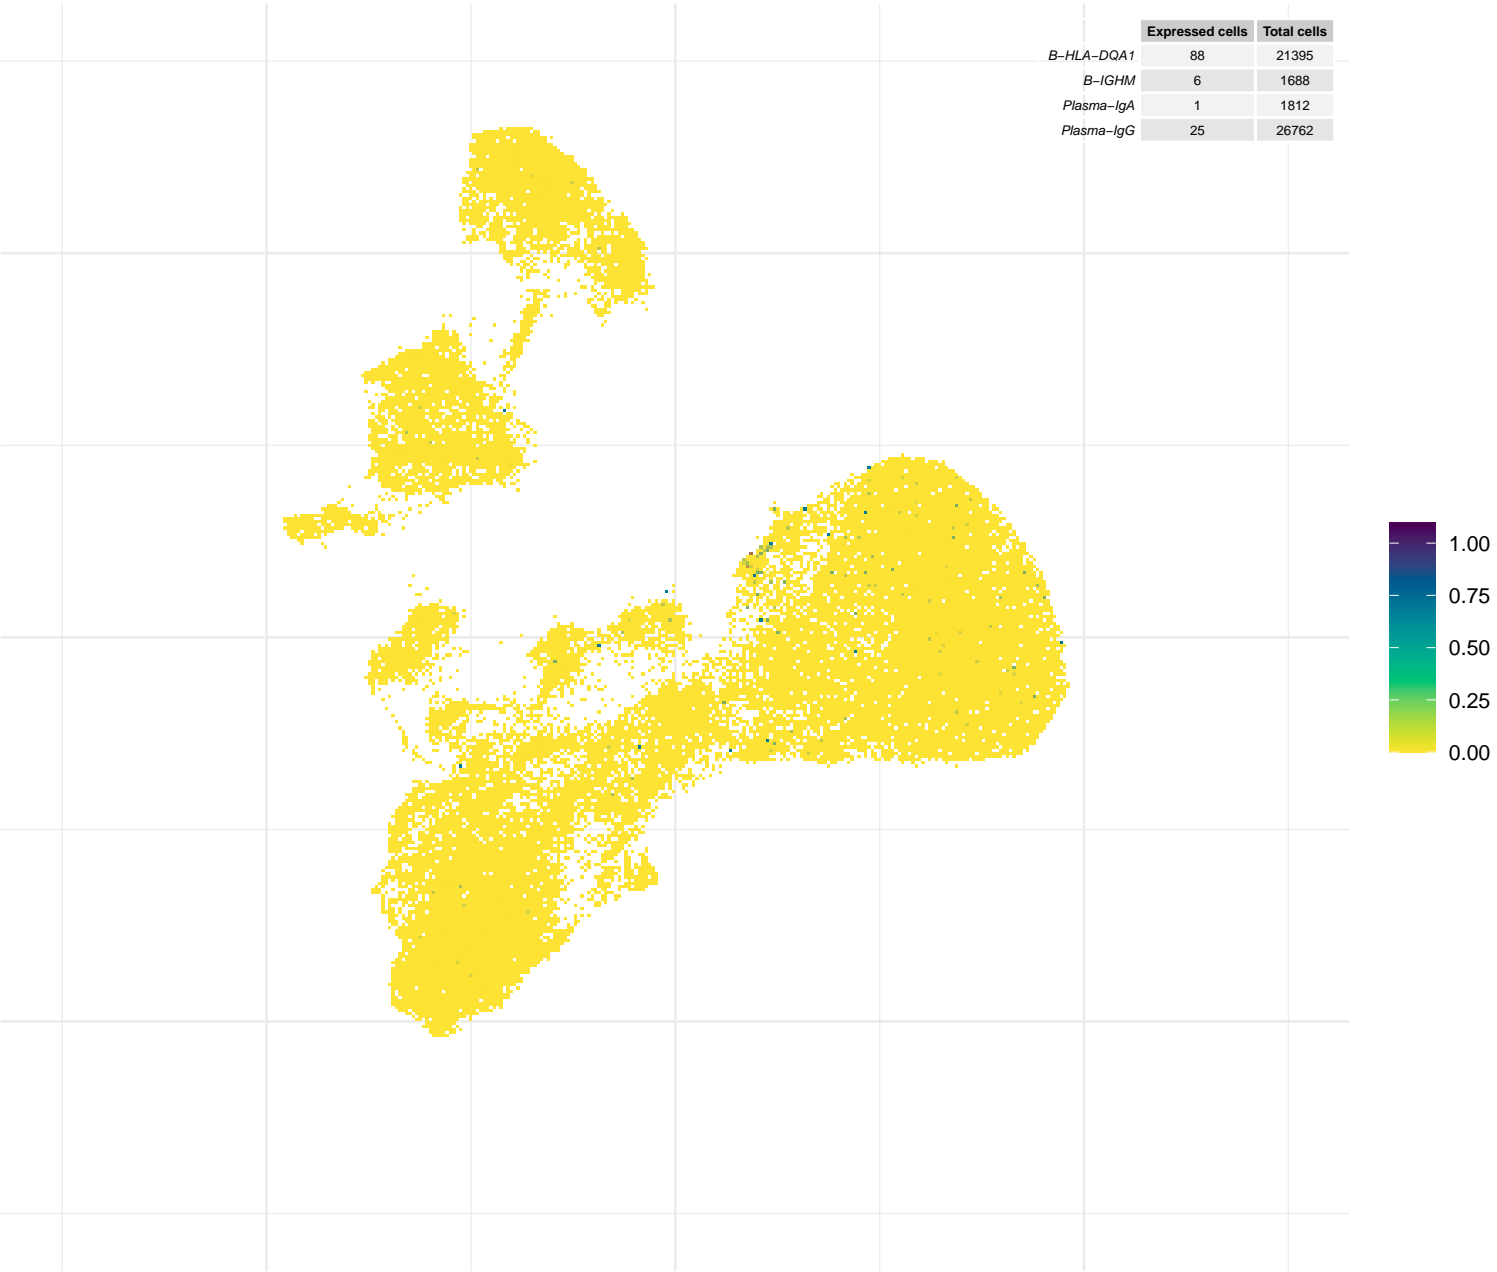 Expressed cells Total cells
B−HLA−DQA1 88 21395
B−IGHM 6 1688
Plasma−IgA 1 1812
Plasma−IgG 25 26762
1.00
0.75
0.50
0.25
0.00